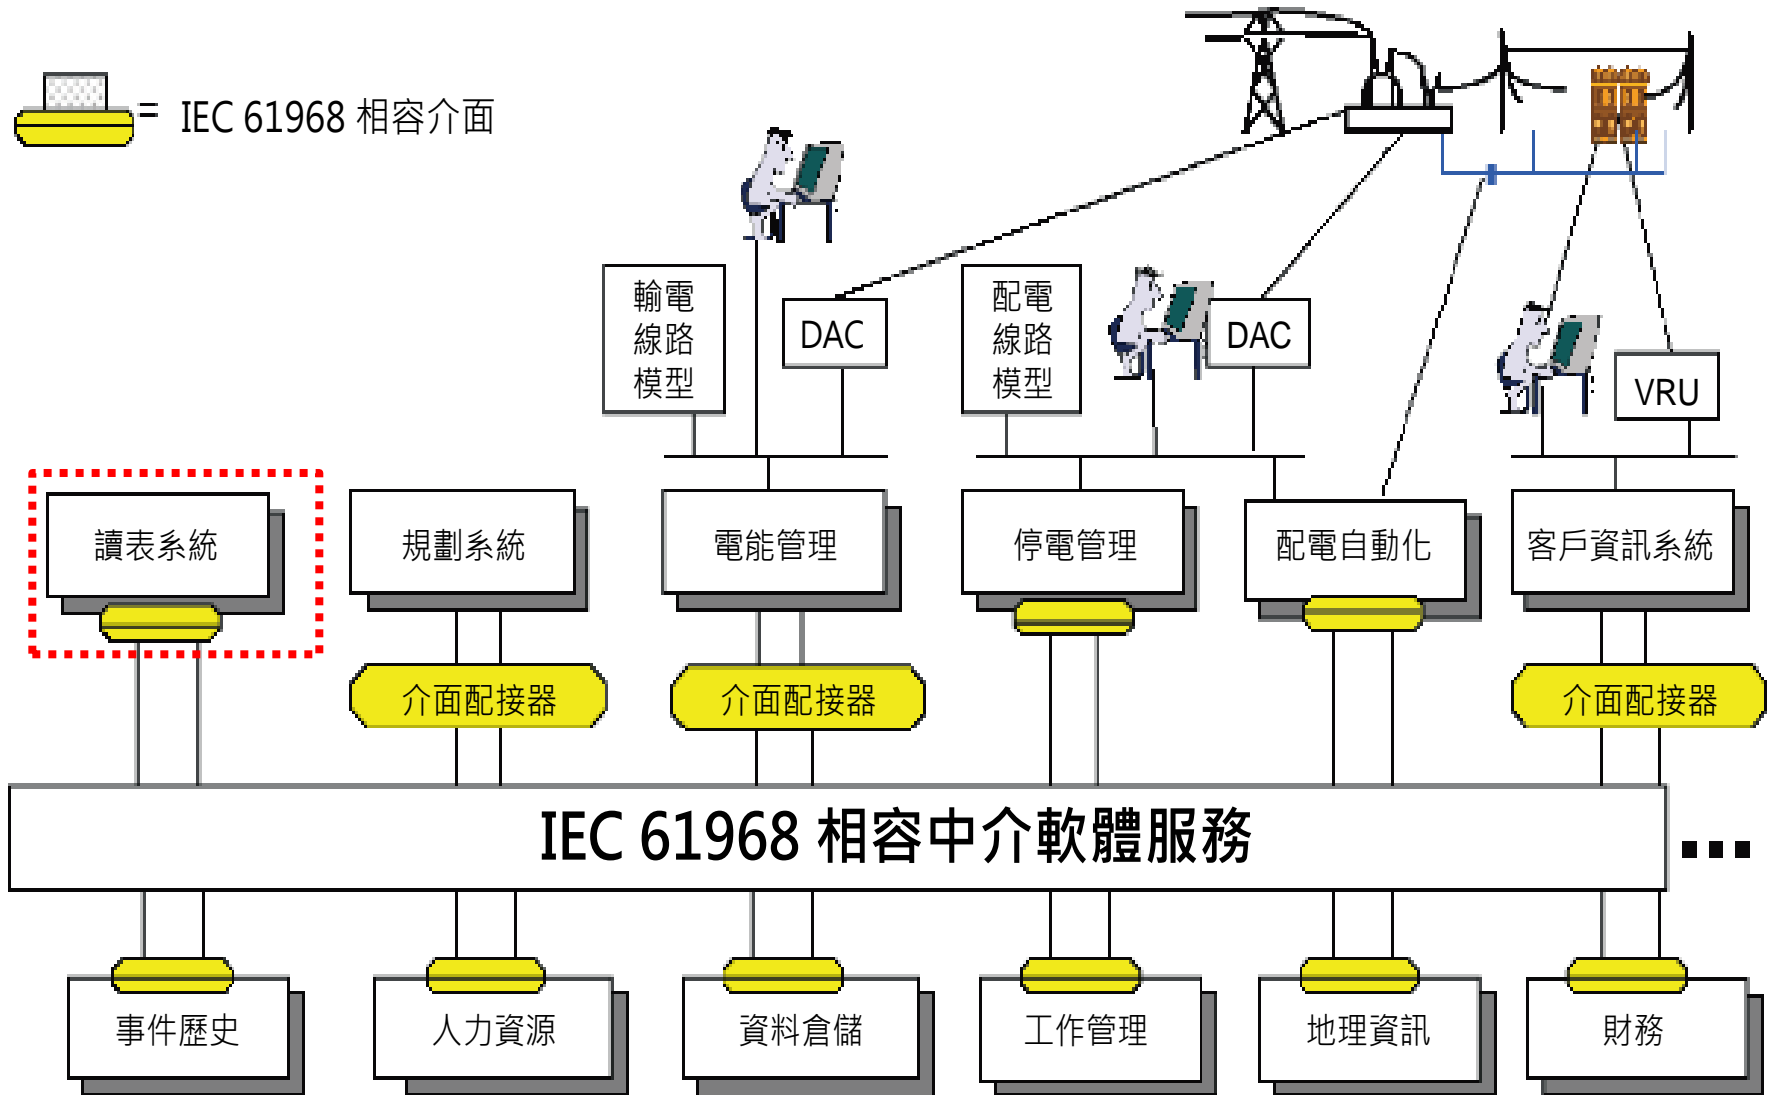 = IEC 61968 相容介面
輸電
線路
模型
DAC
配電
線路
模型
DAC
VRU
讀表系統
規劃系統
電能管理
停電管理
配電自動化
客戶資訊系統
介面配接器
介面配接器
介面配接器
IEC 61968 相容中介軟體服務
...
事件歷史
人力資源
資料倉儲
工作管理
地理資訊
財務